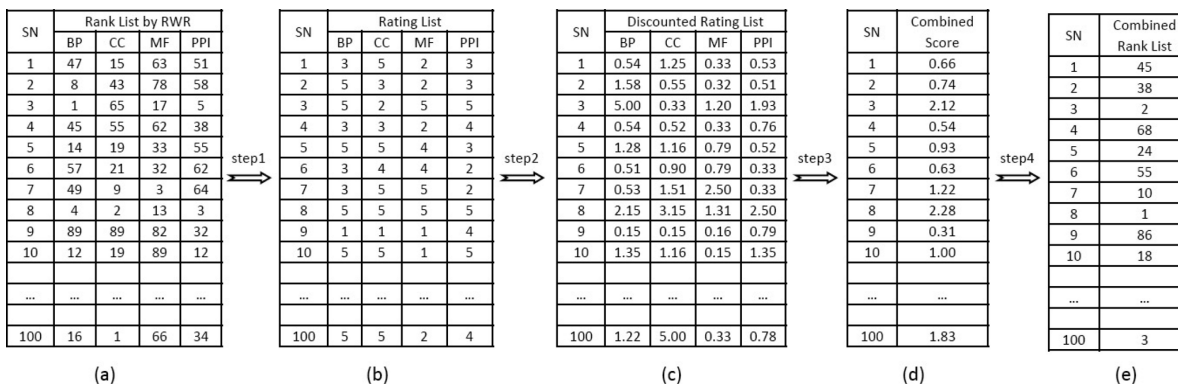 SN Rank List by RWR
BP CC MF PPI
1 47 15 63 51
2 8 43 78 58
3 1 65 17 5
4 45 55 62 38
5 14 19 33 55
6 57 21 32 62
7 49 9 3 64
8 4 2 13 3
9 89 89 82 32
10 12 19 89 12
... ... ... ... ...
100 16 1 66 34
(a)
step1
SN Rating List
BP CC MF PPI
1 3 5 2 3
2 5 3 2 3
3 5 2 5 5
4 3 3 2 4
5 5 5 4 3
6 3 4 4 2
7 3 5 5 2
8 5 5 5 5
9 1 1 1 4
10 5 5 1 5
... ... ... ... ...
100 5 5 2 4
(b)
step2
SN Discounted Rating List
BP CC MF PPI
1 0.54 1.25 0.33 0.53
2 1.58 0.55 0.32 0.51
3 5.00 0.33 1.20 1.93
4 0.54 0.52 0.33 0.76
5 1.28 1.16 0.79 0.52
6 0.51 0.90 0.79 0.33
7 0.53 1.51 2.50 0.33
8 2.15 3.15 1.31 2.50
9 0.15 0.15 0.16 0.79
10 1.35 1.16 0.15 1.35
... ... ... ... ...
100 1.22 5.00 0.33 0.78
(c)
step3
SN Combined
Score
1 0.66
2 0.74
3 2.12
4 0.54
5 0.93
6 0.63
7 1.22
8 2.28
9 0.31
10 1.00
... ...
100 1.83
(d)
step4
SN Combined
Rank List
1 45
2 38
3 2
4 68
5 24
6 55
7 10
8 1
9 86
10 18
... ...
100 3
(e)